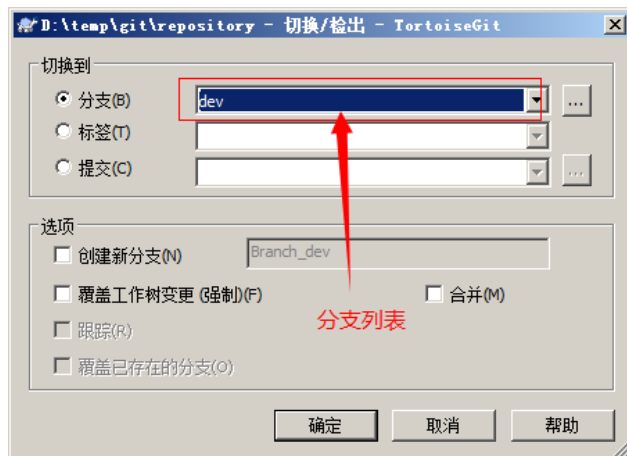 D:\temp\git\repository - 切换/检出 - TortoiseGit
切换到
分支(B) dev ...
标签(T)
提交(C) ...
选项
创建新分支(N) Branch_dev
覆盖工作树变更(强制)(F) 合并(M)
跟踪(R)
分支列表
覆盖已存在的分支(O)
确定 取消 帮助